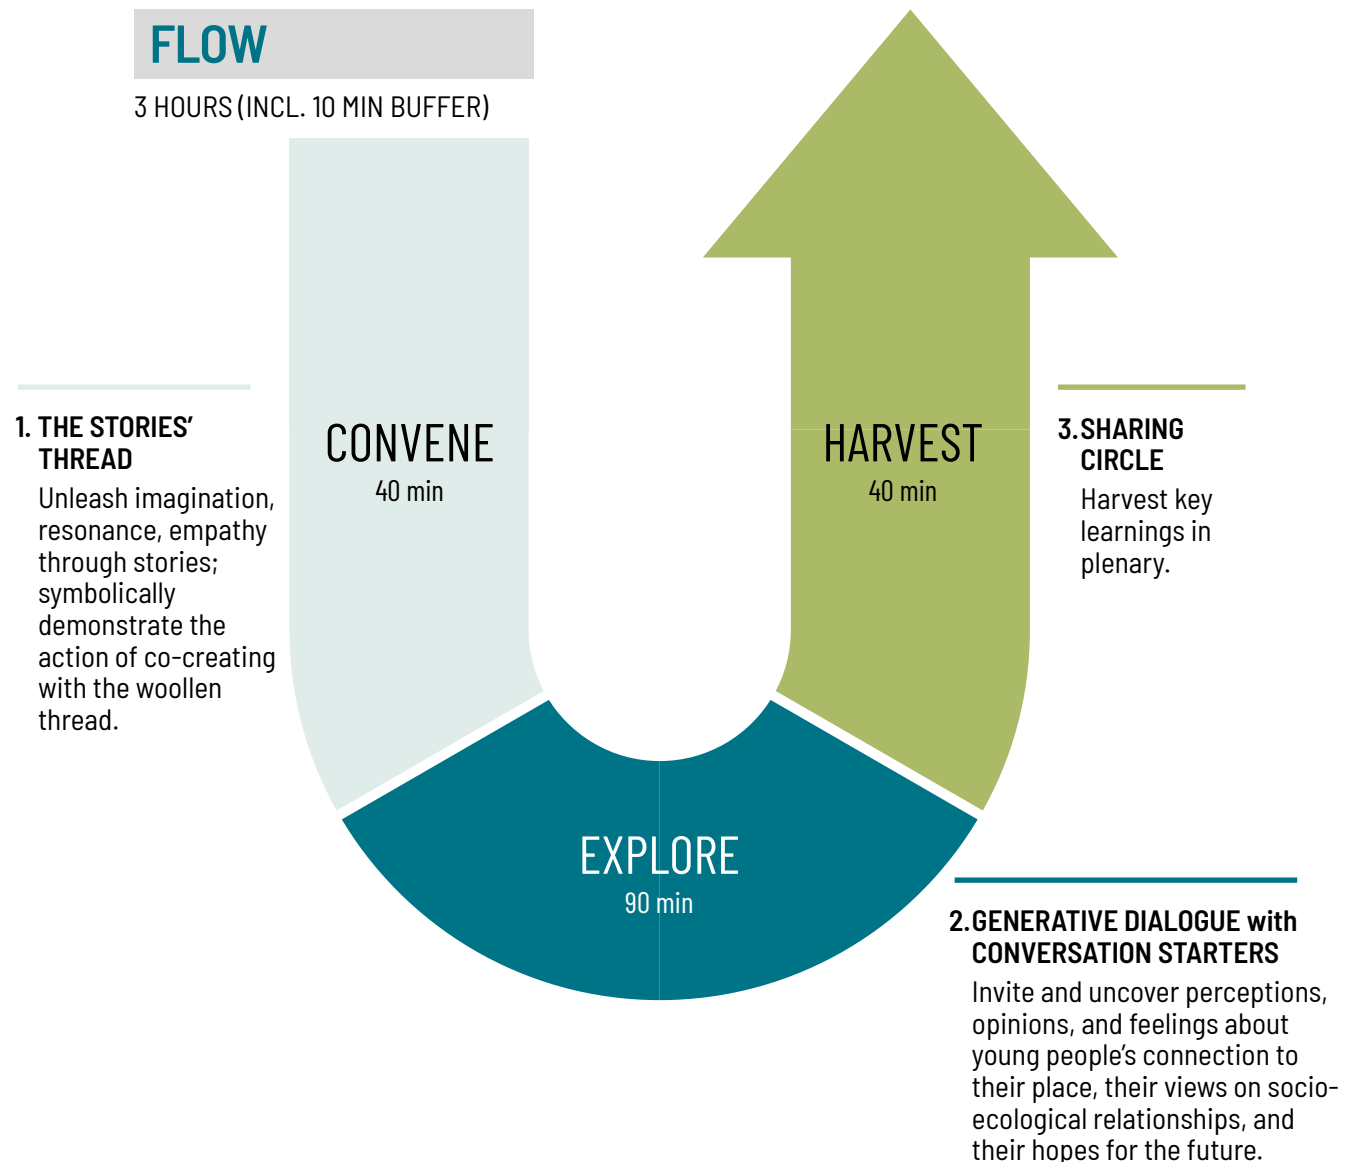 FLOW
3 HOURS (INCL. 10 MIN BUFFER)
1. THE STORIES’
THREAD
Unleash imagination,
resonance, empathy
through stories;
symbolically
demonstrate the
action of co-creating
with the woollen
thread.
CONVENE
40 min
HARVEST
40 min
3. SHARING
CIRCLE
Harvest key
learnings in
plenary.
EXPLORE
90 min
2. GENERATIVE DIALOGUE with
CONVERSATION STARTERS
Invite and uncover perceptions,
opinions, and feelings about
young people’s connection to
their place, their views on socio-
ecological relationships, and
their hopes for the future.